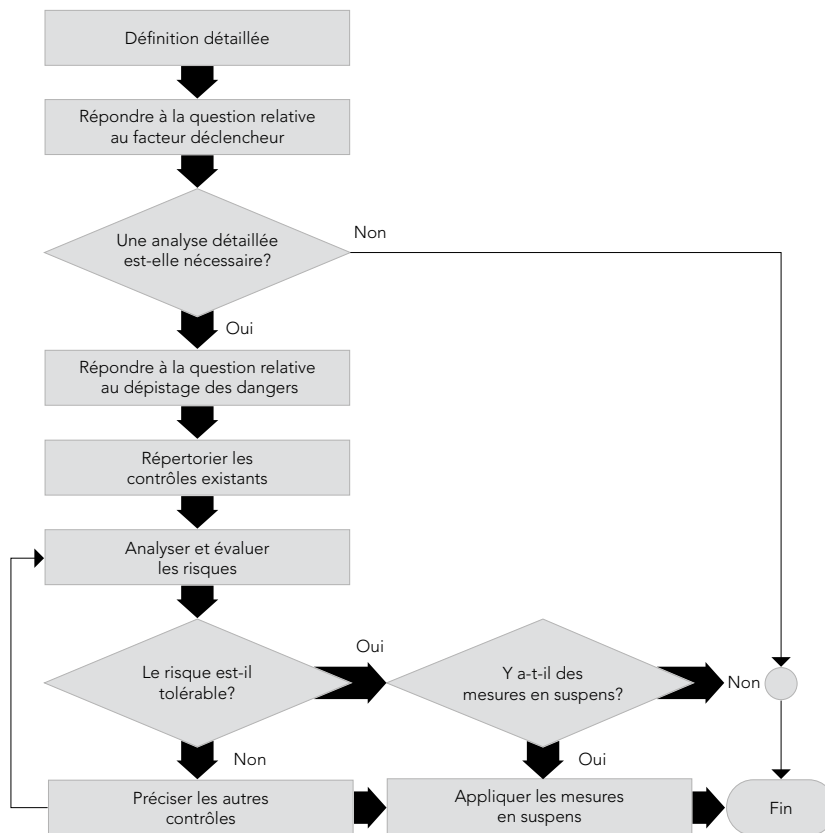 Définition détaillée
Répondre à la question relative
au facteur déclencheur
Une analyse détaillée
est-elle nécessaire?
Non
Oui
Répondre à la question relative
au dépistage des dangers
Répertorier les
contrôles existants
Analyser et évaluer
les risques
Le risque est-il
tolérable?
Oui
Y a-t-il des
mesures en suspens?
Non
Non
Oui
Préciser les autres
contrôles
Appliquer les mesures
en suspens
Fin